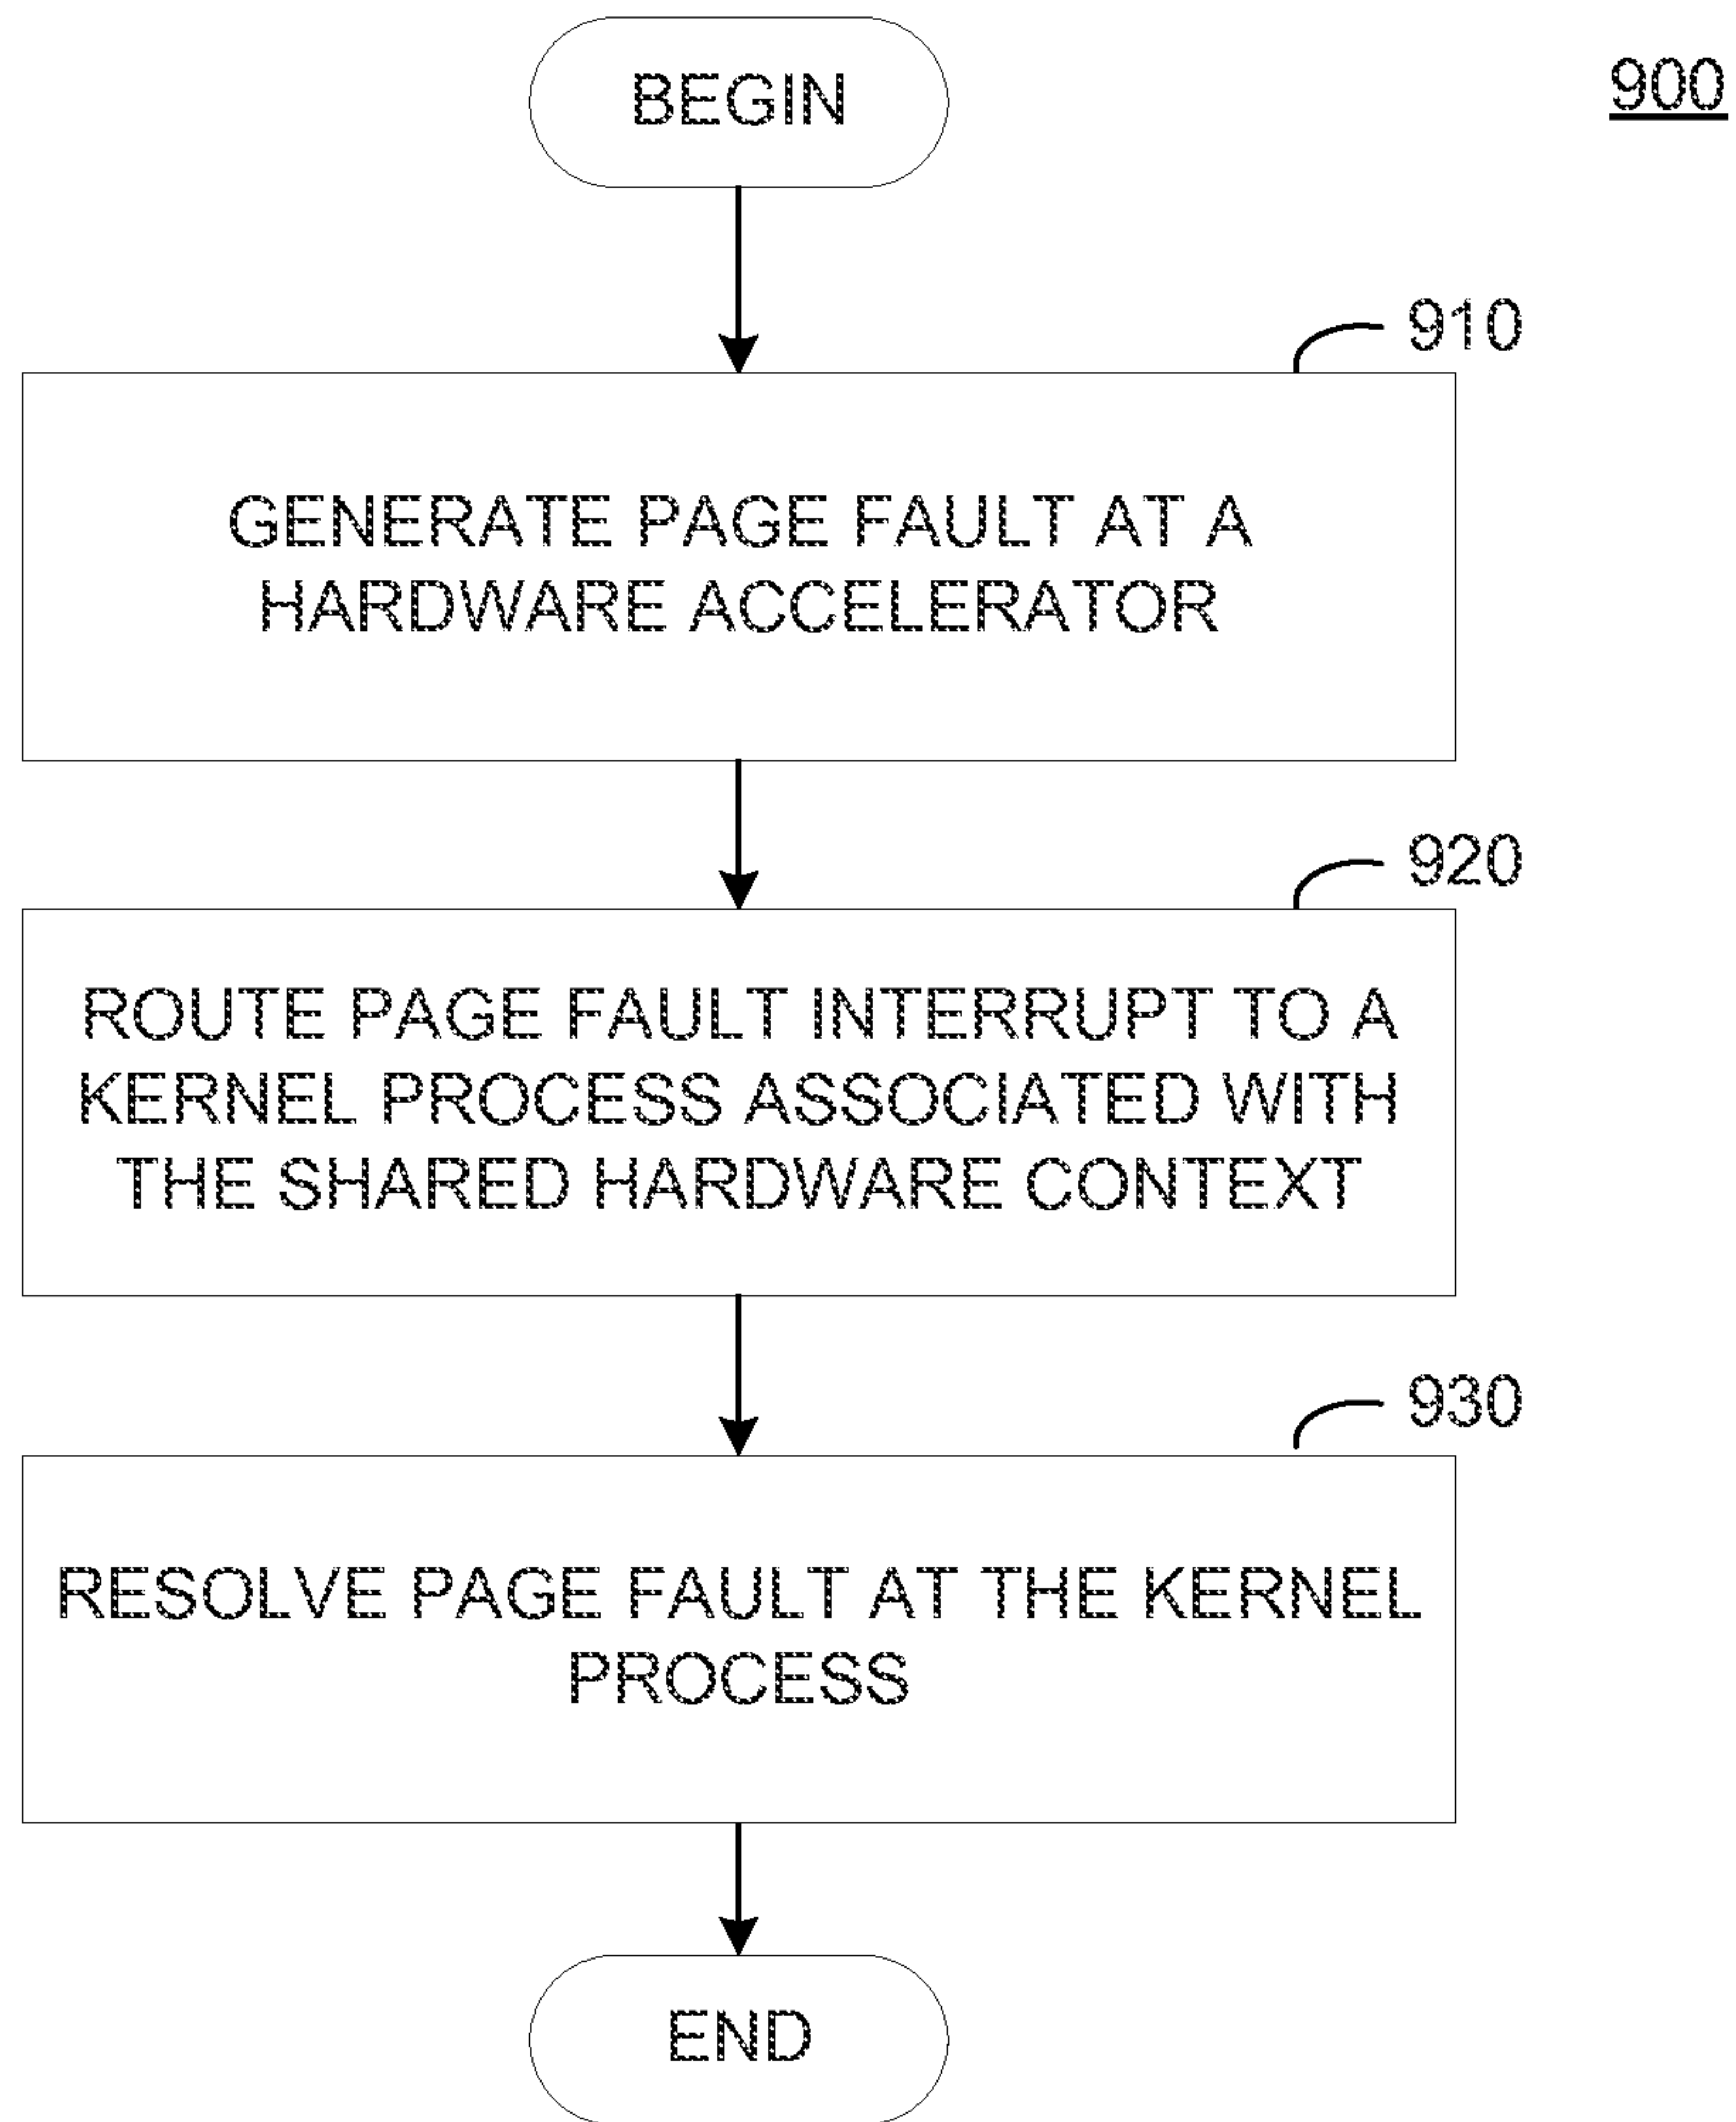 BEGIN
900
910
GENERATE PAGE FAULT AT A
HARDWARE ACCELERATOR
920
ROUTE PAGE FAULT INTERRUPT TO A
KERNEL PROCESS ASSOCIATED WITH
THE SHARED HARDWARE CONTEXT
930
RESOLVE PAGE FAULT AT THE KERNEL
PROCESS
END